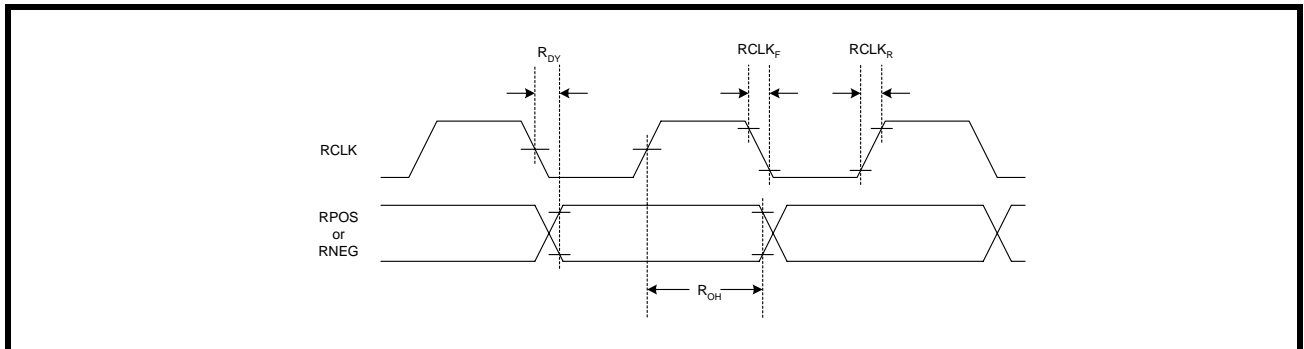 R_DY
RCLK_F
RCLK_R
RCLK
RPOS
or
RNEG
R_OH